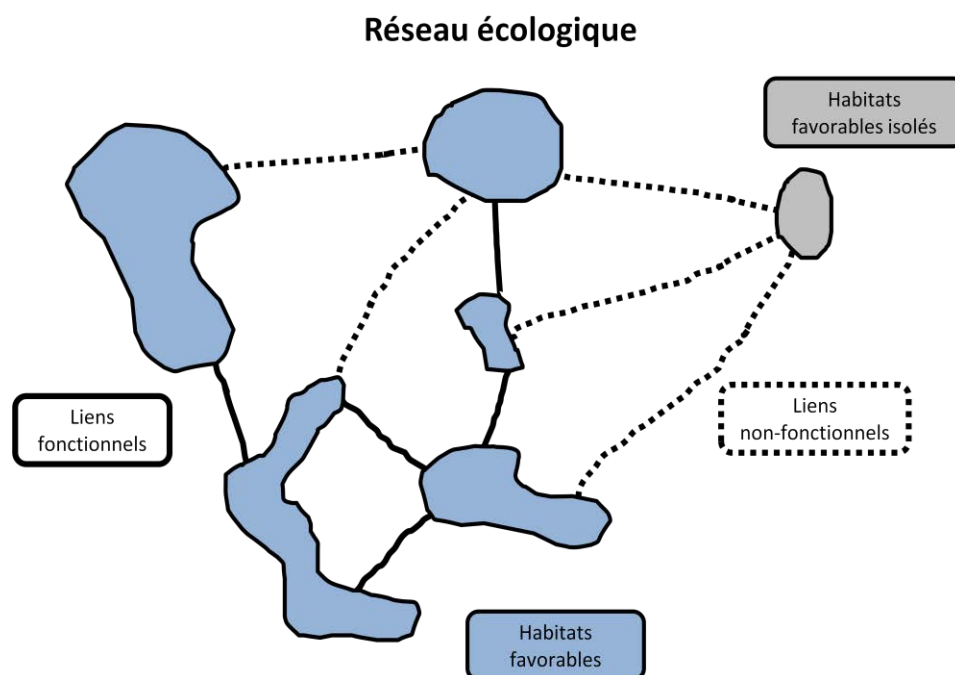 Réseau écologique
Habitats
favorables isolés
Liens
fonctionnels
Liens
non-fonctionnels
Habitats
favorables